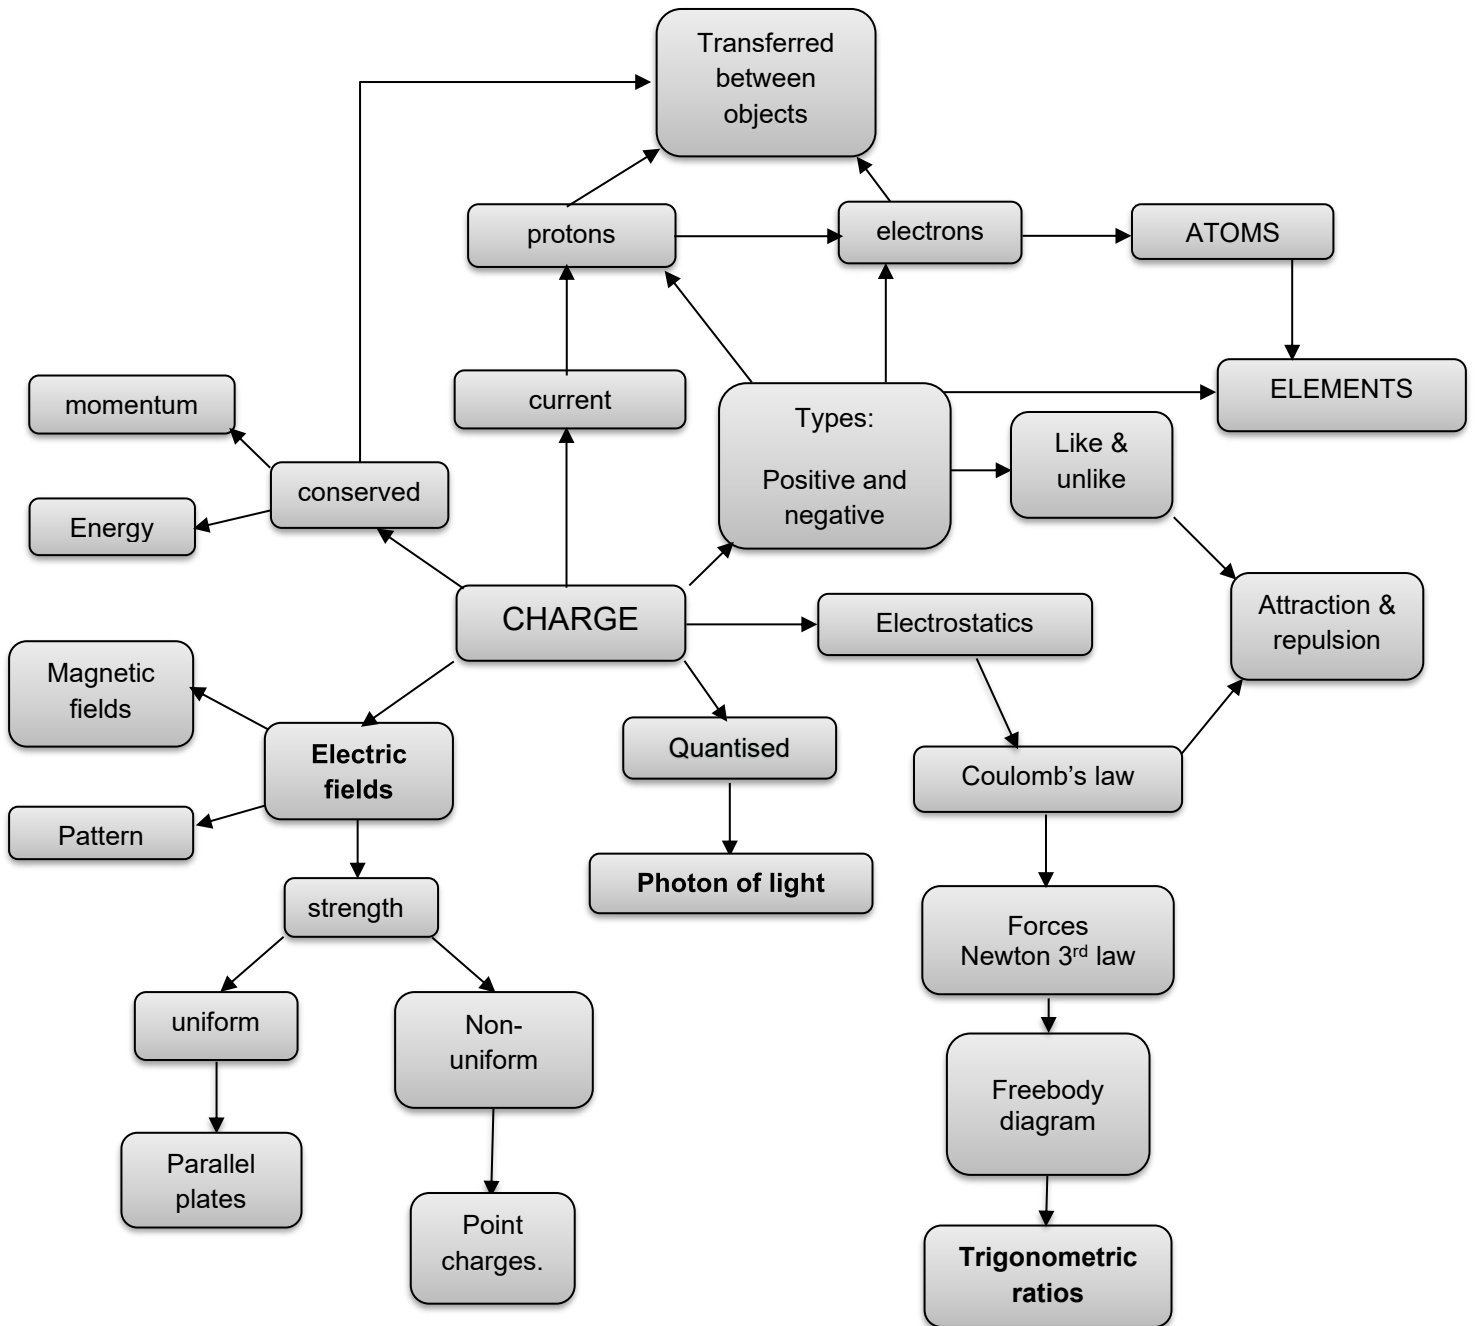 Transferred
between
objects
protons
electrons
ATOMS
momentum
current
Types:
Positive and
negative
ELEMENTS
Like &
unlike
conserved
Energy
CHARGE
Electrostatics
Attraction &
repulsion
Magnetic
fields
Electric
fields
Quantised
Coulomb’s law
Pattern
Photon of light
strength
Forces
Newton 3rd law
uniform
Non-
uniform
Freebody
diagram
Parallel
plates
Point
charges.
Trigonometric
ratios